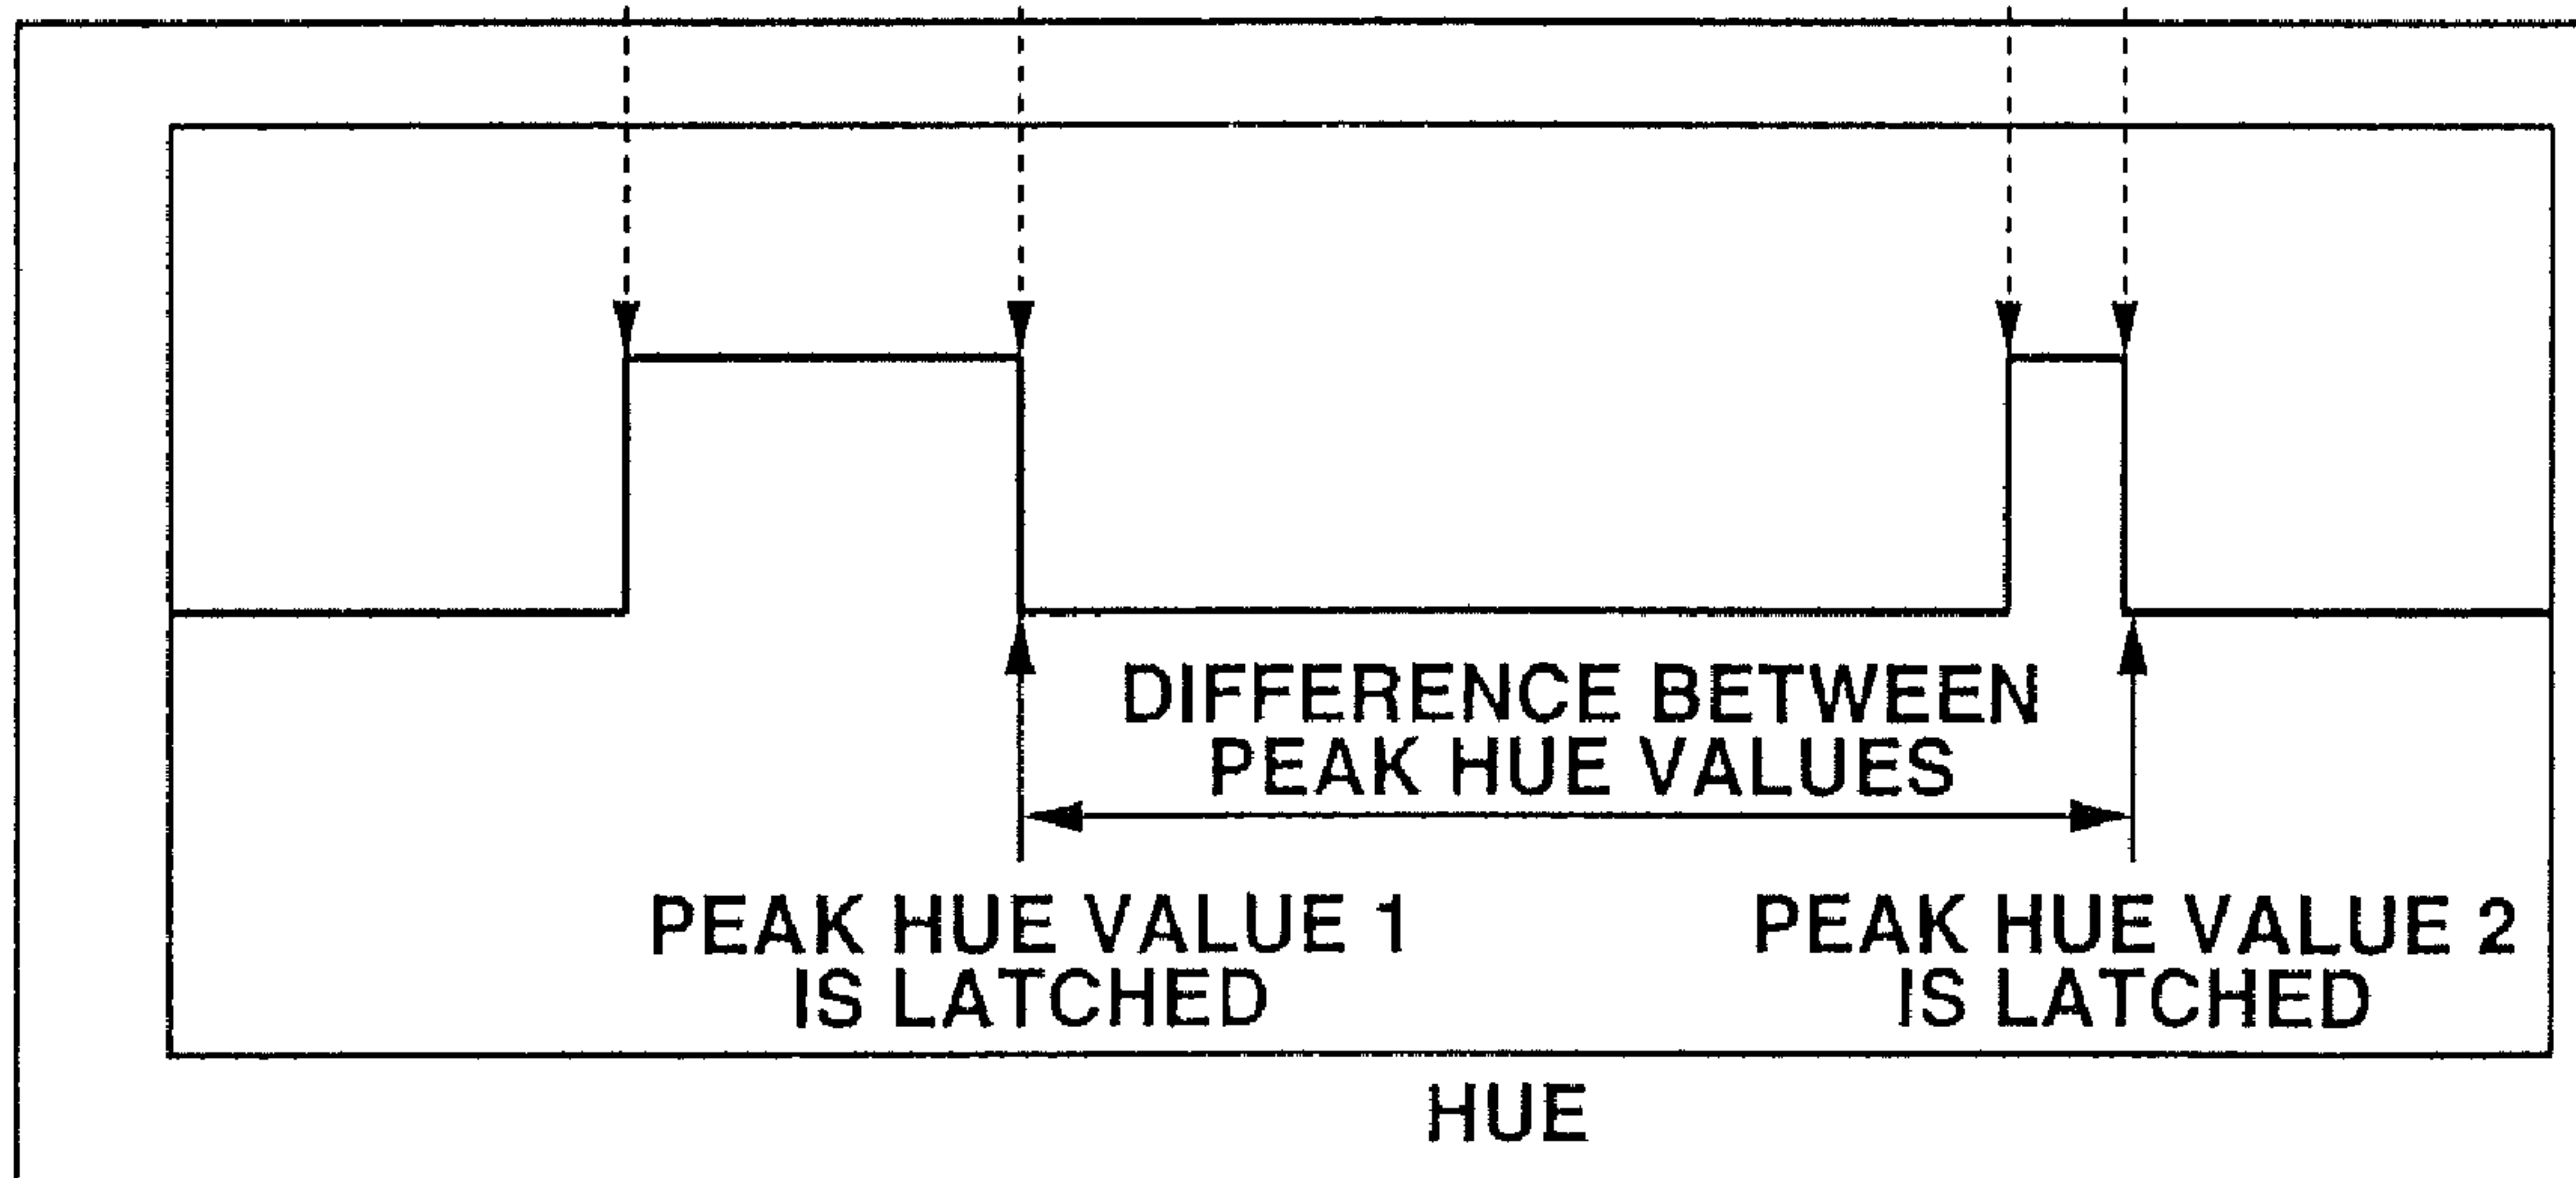 DIFFERENCE BETWEEN
PEAK HUE VALUES
PEAK HUE VALUE 1
IS LATCHED
PEAK HUE VALUE 2
IS LATCHED
HUE